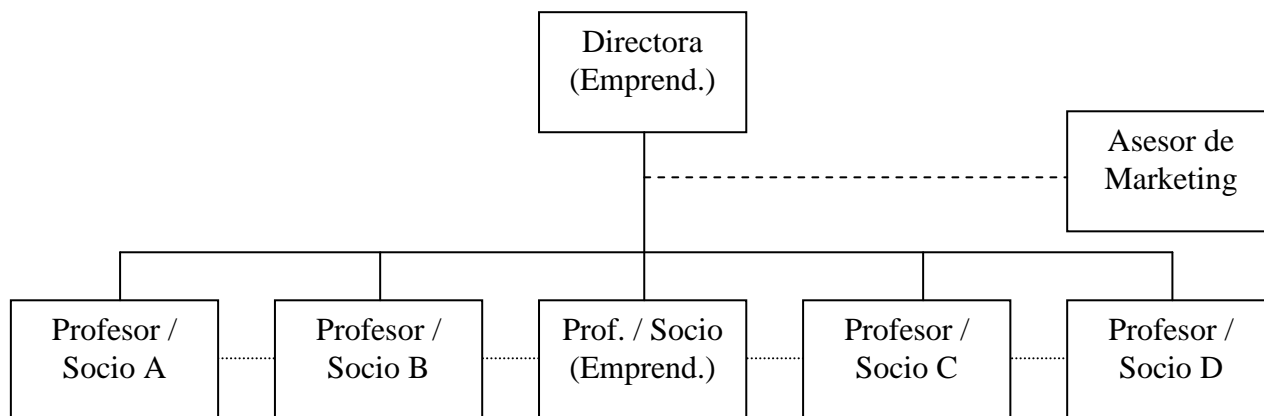 Directora
(Emprend.)
Asesor de
Marketing
Profesor /
Socio A
Profesor /
Socio B
Prof. / Socio
(Emprend.)
Profesor /
Socio C
Profesor /
Socio D